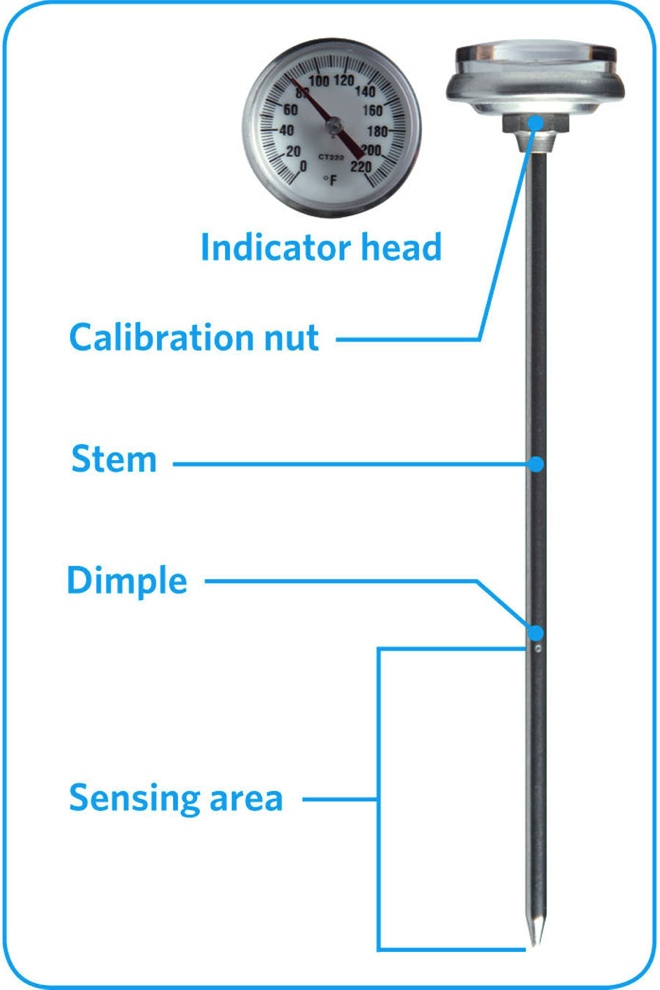 100 120
80 140
60 160
40 180
20 200
0 220
CT220
°F
Indicator head
Calibration nut
Stem
Dimple
Sensing area